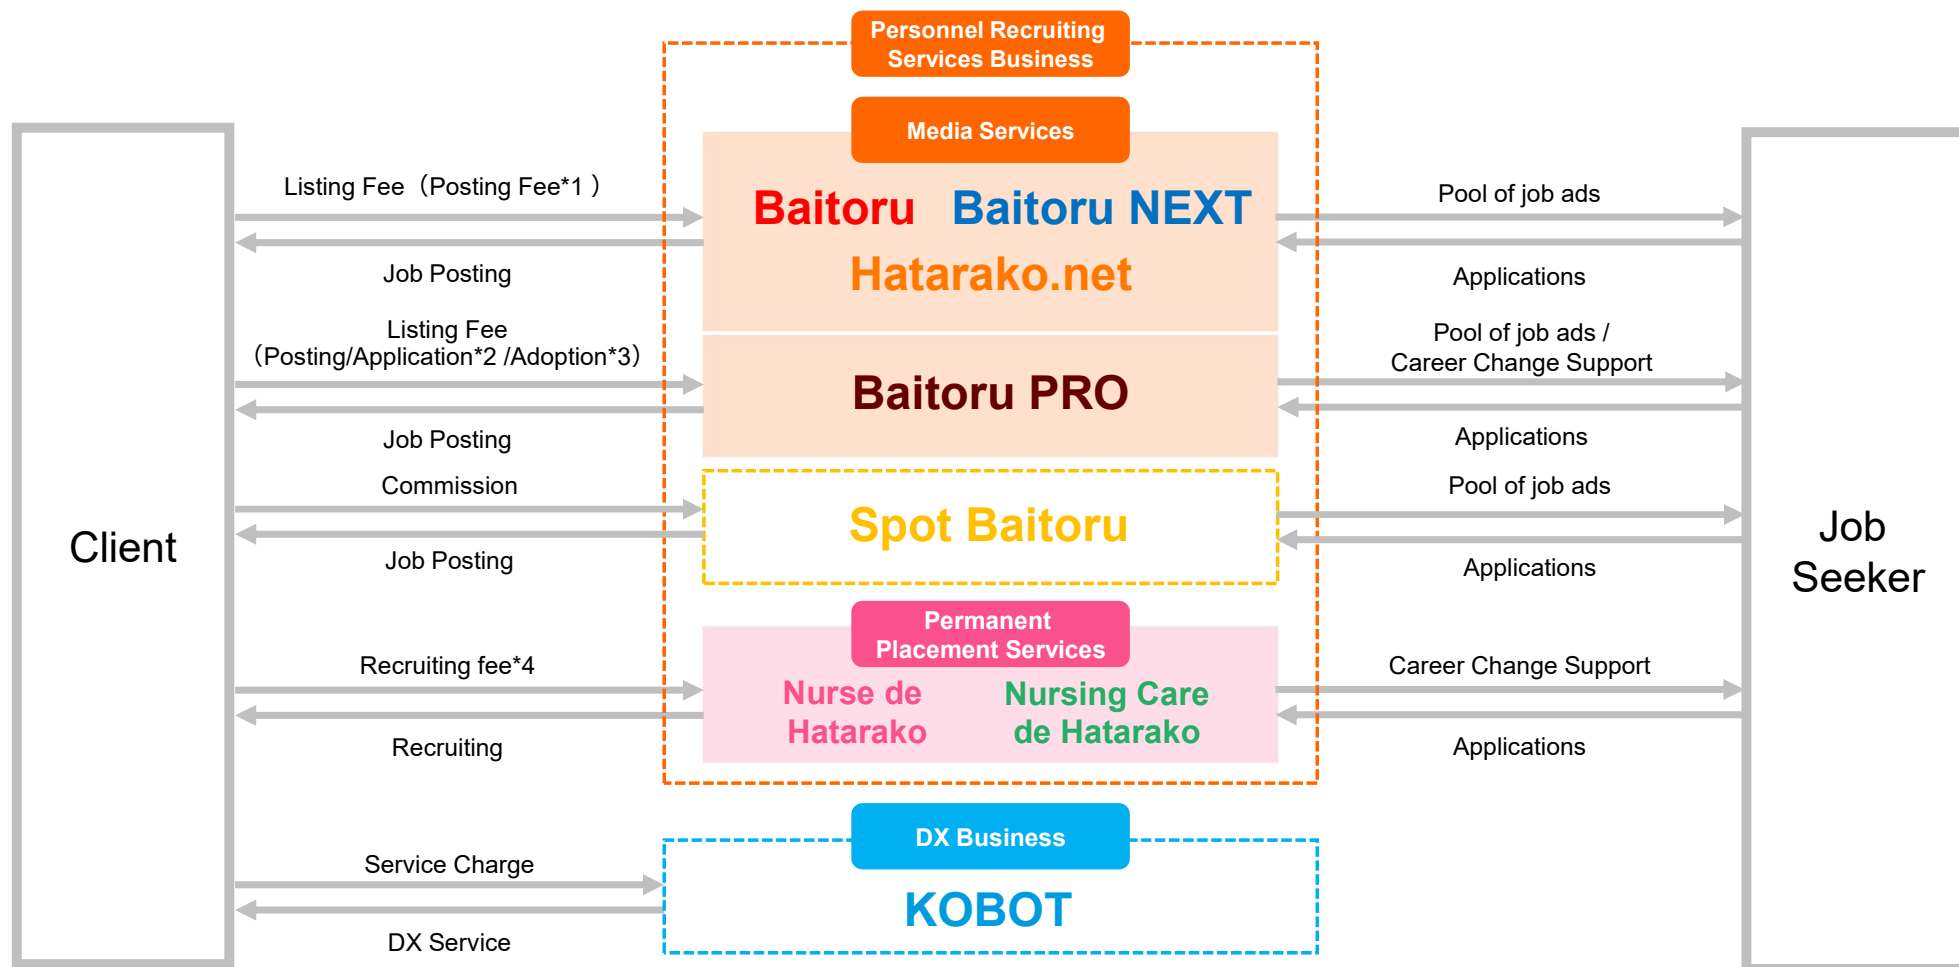 Personnel Recruiting
Services Business
Media Services
Listing Fee（Posting Fee*1 ）
Baitoru Baitoru NEXT
Pool of job ads
Job Posting
Hatarako.net
Applications
Listing Fee
（Posting/Application*2 /Adoption*3）
Baitoru PRO
Pool of job ads /
Career Change Support
Job Posting
Applications
Commission
Spot Baitoru
Pool of job ads
Job Posting
Applications
Client
Job
Seeker
Permanent
Placement Services
Recruiting fee*4
Nurse de
Hatarako
Nursing Care
de Hatarako
Career Change Support
Recruiting
Applications
DX Business
Service Charge
KOBOT
DX Service